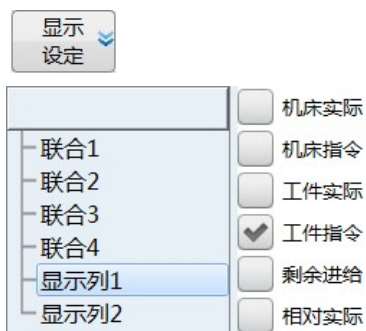 显示
设定
联合1
联合2
联合3
联合4
显示列1
显示列2
机床实际
机床指令
工件实际
工件指令
剩余进给
相对实际